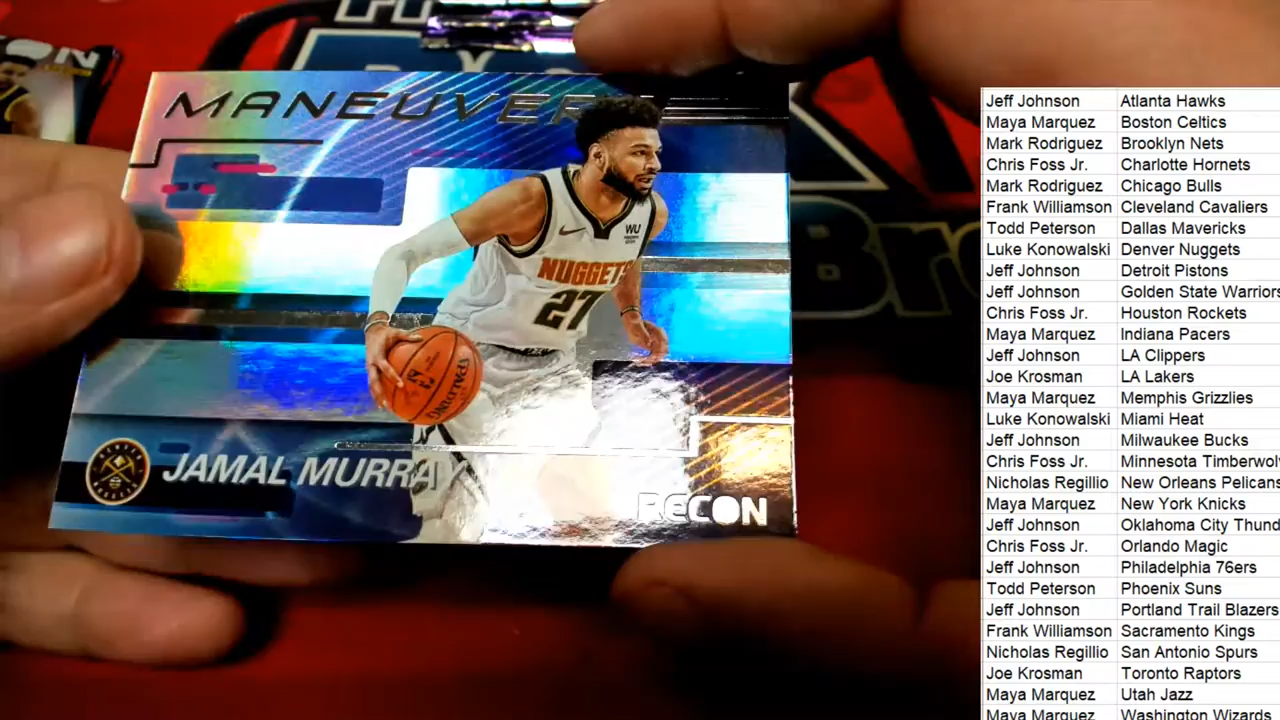 MANEUVERS
WU
NUGGETS
27
SPALDING
JAMAL MURRAY
RECON
Jeff Johnson Atlanta Hawks
Maya Marquez Boston Celtics
Mark Rodriguez Brooklyn Nets
Chris Foss Jr. Charlotte Hornets
Mark Rodriguez Chicago Bulls
Frank Williamson Cleveland Cavaliers
Todd Peterson Dallas Mavericks
Luke Konowalski Denver Nuggets
Jeff Johnson Detroit Pistons
Jeff Johnson Golden State Warriors
Chris Foss Jr. Houston Rockets
Maya Marquez Indiana Pacers
Jeff Johnson LA Clippers
Joe Krosman LA Lakers
Maya Marquez Memphis Grizzlies
Luke Konowalski Miami Heat
Jeff Johnson Milwaukee Bucks
Chris Foss Jr. Minnesota Timberwolv
Nicholas Regillio New Orleans Pelicans
Maya Marquez New York Knicks
Jeff Johnson Oklahoma City Thund
Chris Foss Jr. Orlando Magic
Jeff Johnson Philadelphia 76ers
Todd Peterson Phoenix Suns
Jeff Johnson Portland Trail Blazers
Frank Williamson Sacramento Kings
Nicholas Regillio San Antonio Spurs
Joe Krosman Toronto Raptors
Maya Marquez Utah Jazz
Maya Marquez Washington Wizards